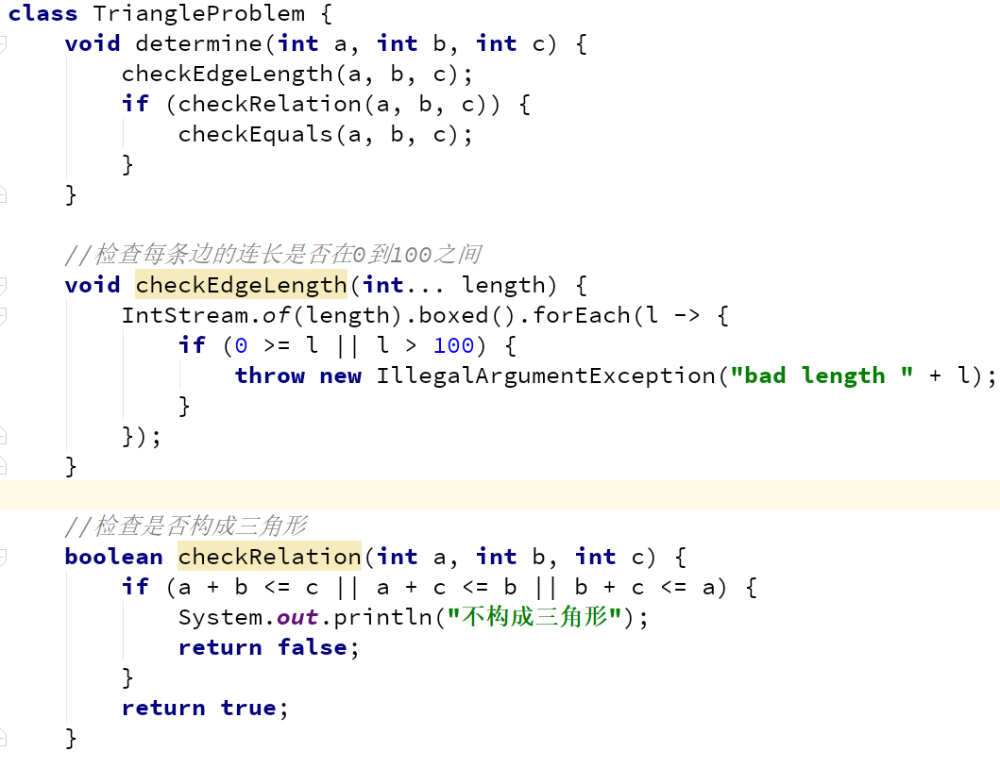 class TriangleProblem {
    void determine(int a, int b, int c) {
        checkEdgeLength(a, b, c);
        if (checkRelation(a, b, c)) {
            checkEquals(a, b, c);
        }
    }

    //检查每条边的连长是否在0到100之间
    void checkEdgeLength(int... length) {
        IntStream.of(length).boxed().forEach(l -> {
            if (0 >= l || l > 100) {
                throw new IllegalArgumentException("bad length " + l);
            }
        });
    }

    //检查是否构成三角形
    boolean checkRelation(int a, int b, int c) {
        if (a + b <= c || a + c <= b || b + c <= a) {
            System.out.println("不构成三角形");
            return false;
        }
        return true;
    }